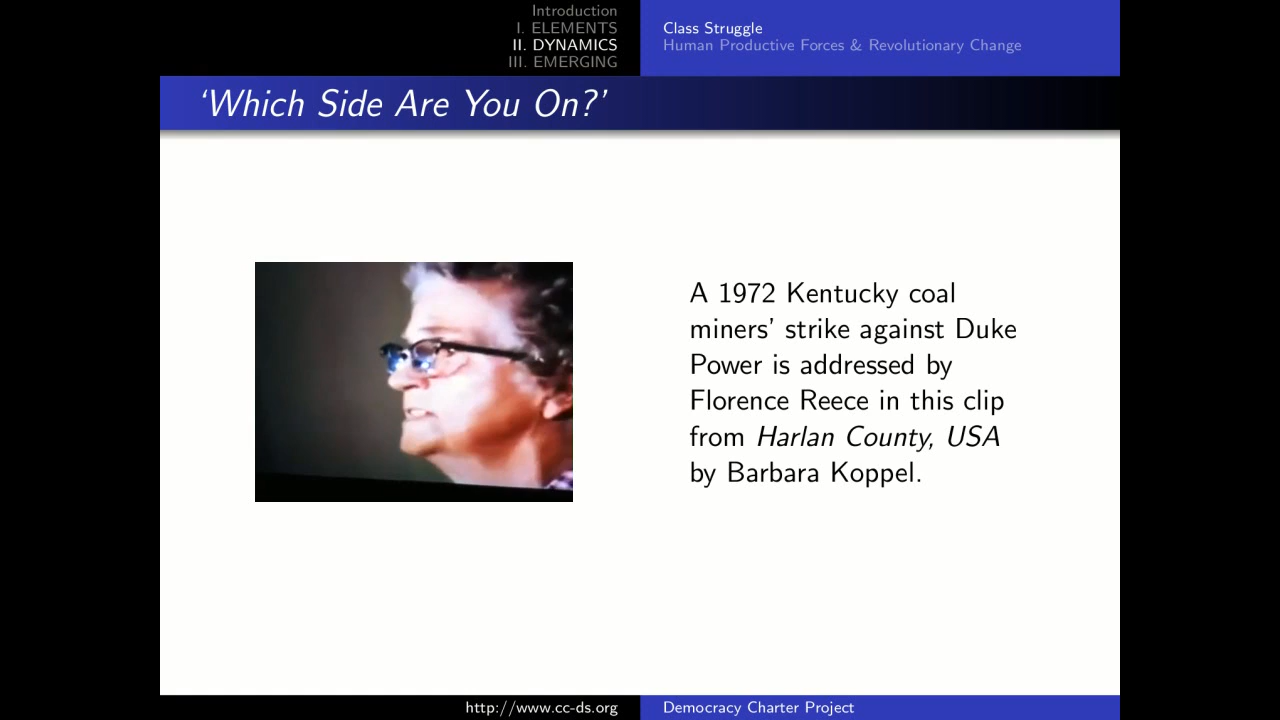 Introduction
I. ELEMENTS
II. DYNAMICS
III. EMERGING
Class Struggle
Human Productive Forces & Revolutionary Change
‘Which Side Are You On?’
A 1972 Kentucky coal
miners’ strike against Duke
Power is addressed by
Florence Reece in this clip
from Harlan County, USA
by Barbara Koppel.
http://www.cc-ds.org
Democracy Charter Project